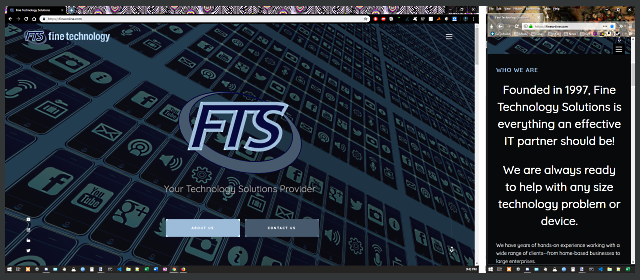 Fine Technology Solutions
FTS fine technology
FTS
Your Technology Solutions Provider
ABOUT US
CONTACT US
WHO WE ARE
Founded in 1997, Fine
Technology Solutions is
everything an effective
IT partner should be!
We are always ready
to help with any size
technology problem or
device.
We have years of hands-on experience working with a
wide range of clients—from home-based businesses to
large enterprises.